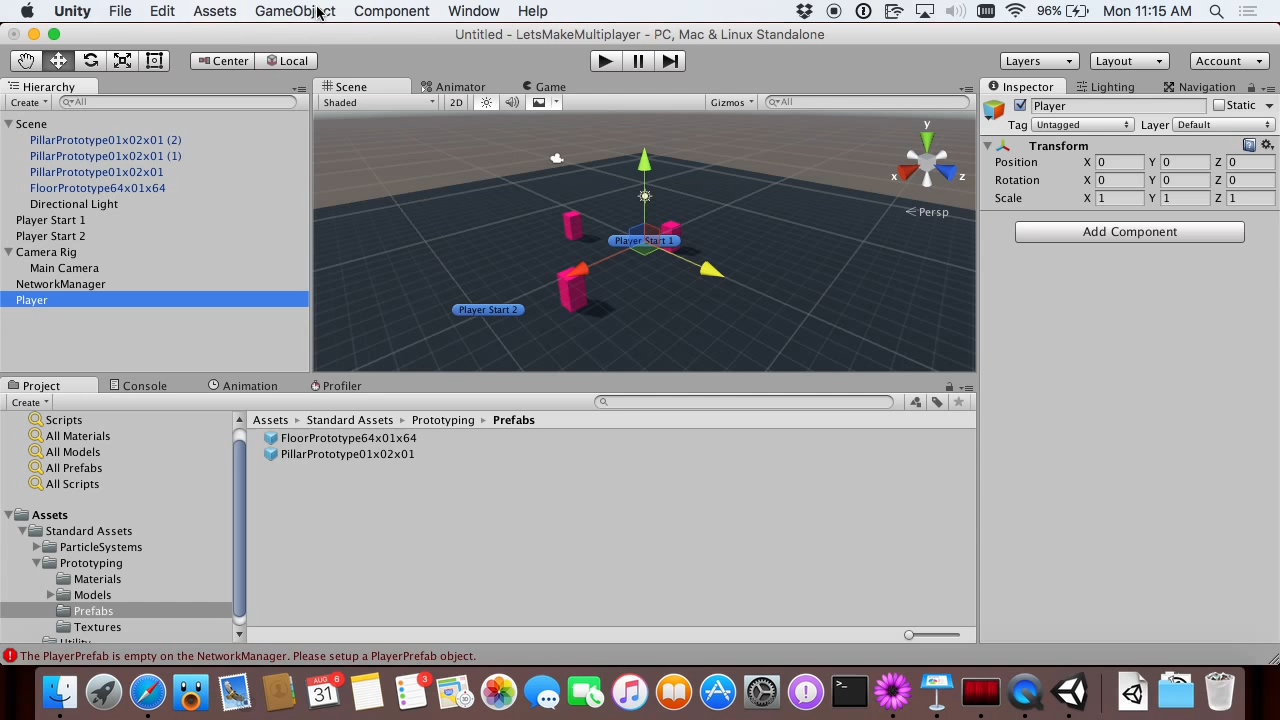 Unity File Edit Assets GameObject Component Window Help 96% Mon 11:15 AM
Untitled - LetsMakeMultiplayer - PC, Mac & Linux Standalone
Center Local Layers Layout Account
Hierarchy
Create All
Scene
PillarPrototype01x02x01 (2)
PillarPrototype01x02x01 (1)
PillarPrototype01x02x01
FloorPrototype64x01x64
Directional Light
Player Start 1
Player Start 2
Camera Rig
Main Camera
NetworkManager
Player
Scene Animator Game
Shaded 2D Gizmos All
y
x z
Persp
Player Start 1
Player Start 2
Inspector Lighting Navigation
Player Static
Tag Untagged Layer Default
Transform
Position X 0 Y 0 Z 0
Rotation X 0 Y 0 Z 0
Scale X 1 Y 1 Z 1
Add Component
Project Console Animation Profiler
Create
Scripts
All Materials
All Models
All Prefabs
All Scripts
Assets
Standard Assets
ParticleSystems
Prototyping
Materials
Models
Prefabs
Textures
Utility
Assets Standard Assets Prototyping Prefabs
FloorPrototype64x01x64
PillarPrototype01x02x01
The PlayerPrefab is empty on the NetworkManager. Please setup a PlayerPrefab object.
AUG 6
31
3